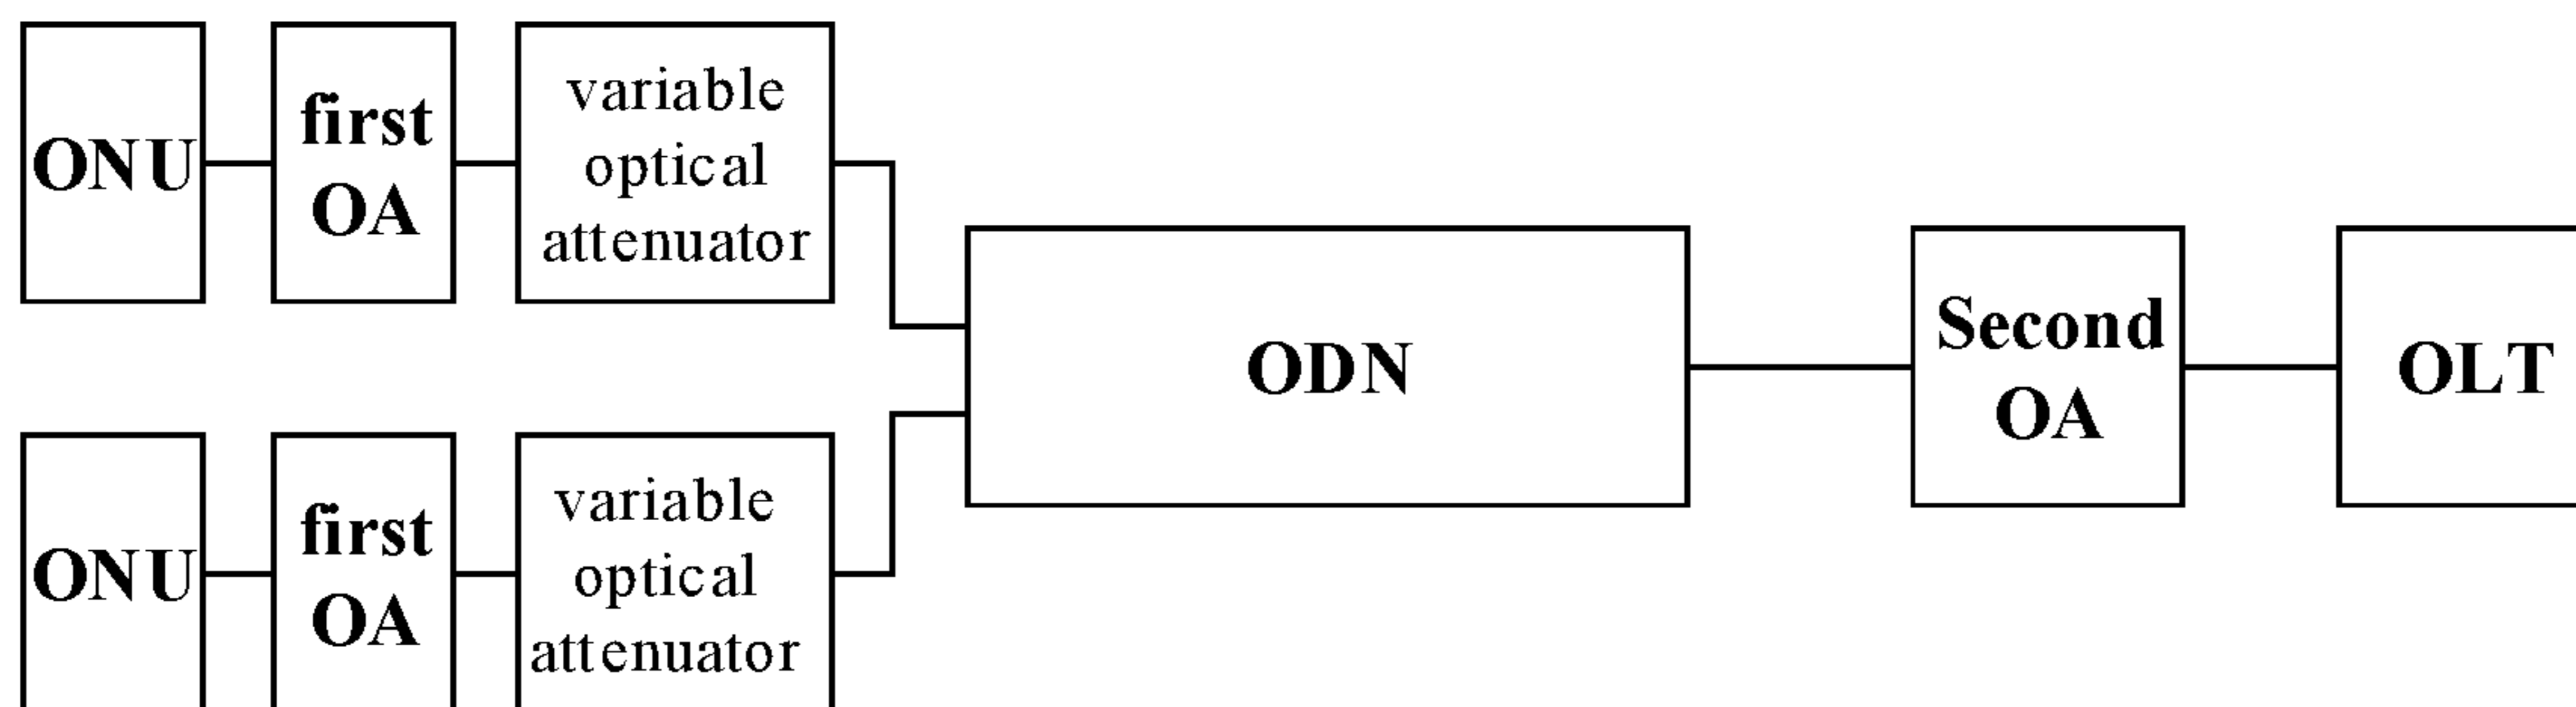 ONU
first
OA
variable
optical
attenuator
ODN
Second
OA
OLT
ONU
first
OA
variable
optical
attenuator